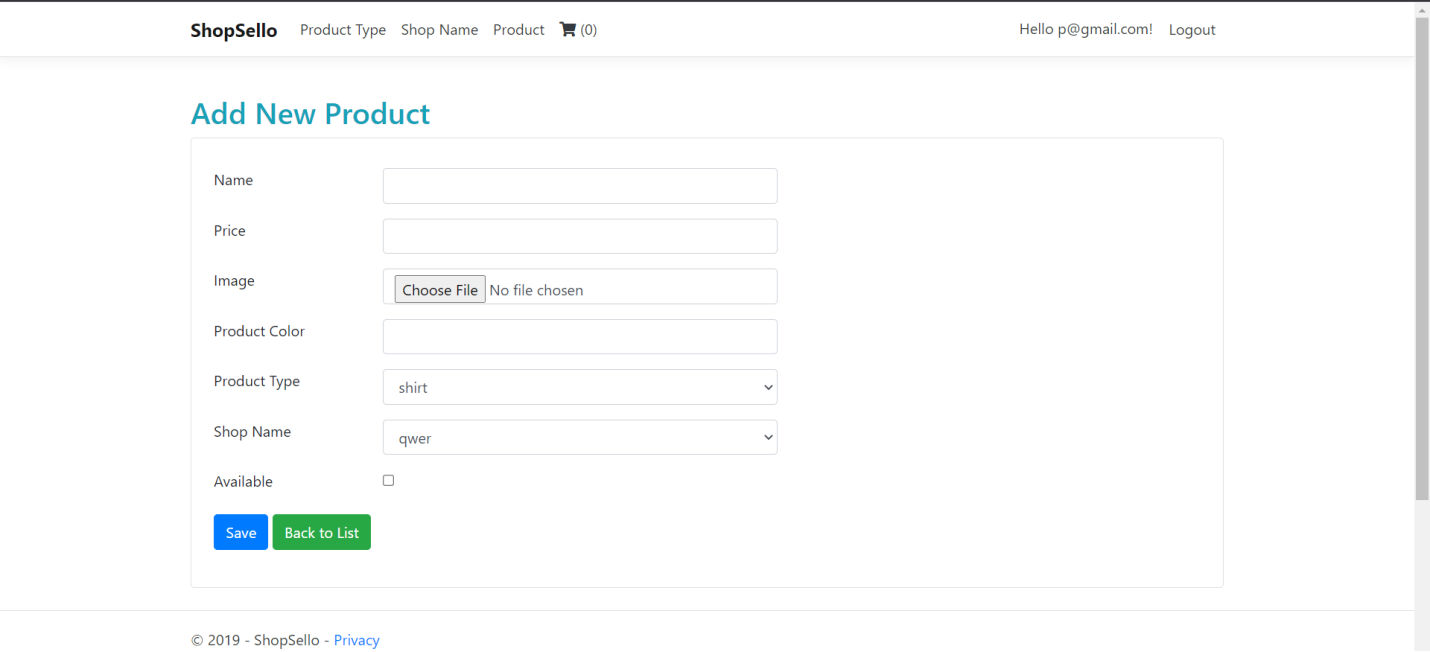 ShopSello Product Type Shop Name Product (0) Hello p@gmail.com! Logout
Add New Product
Name
Price
Image Choose File No file chosen
Product Color
Product Type shirt
Shop Name qwer
Available
Save Back to List
© 2019 - ShopSello - Privacy